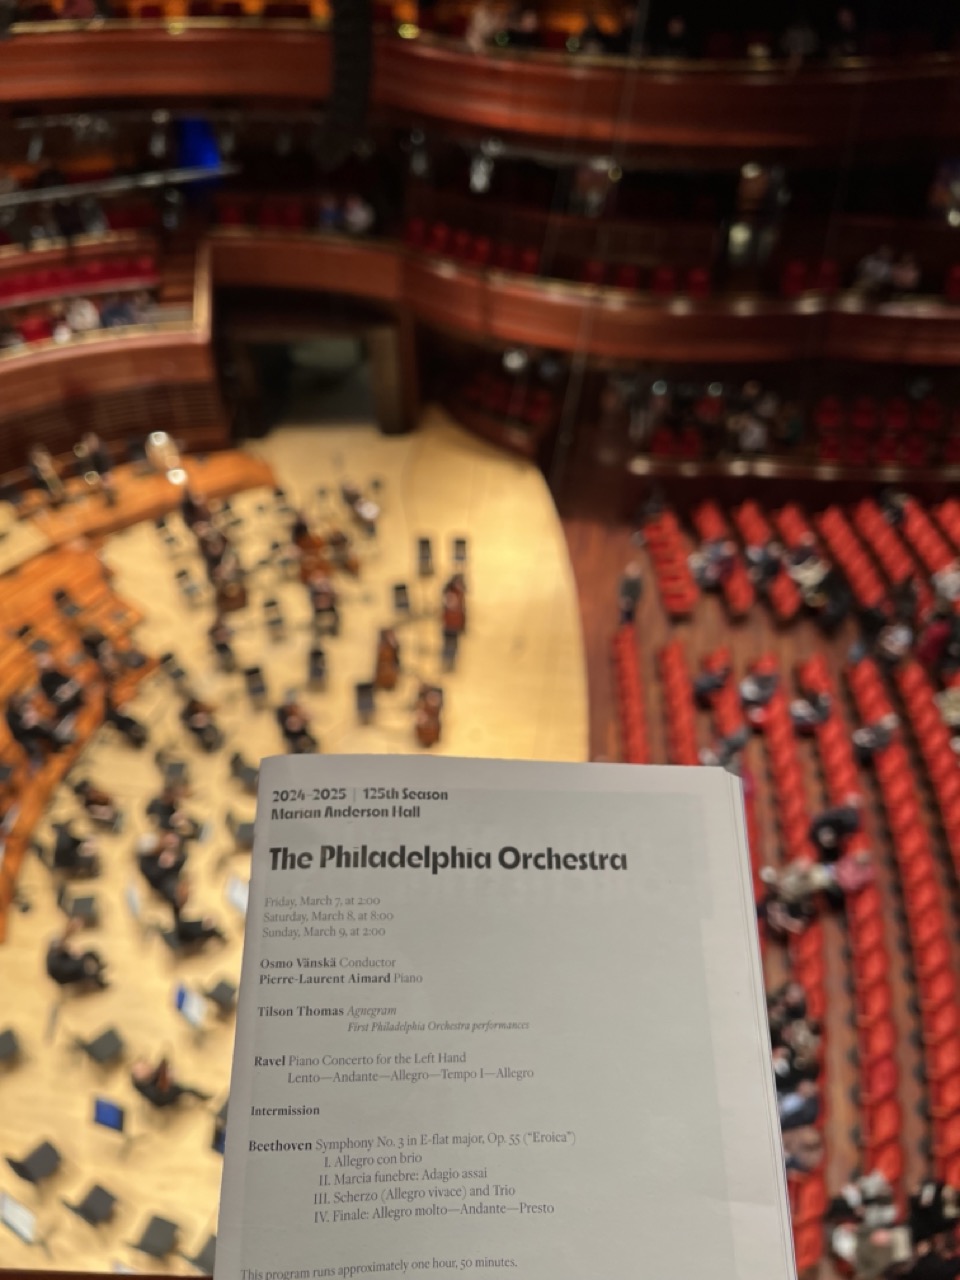 2024-2025 | 125th Season
Marian Anderson Hall
The Philadelphia Orchestra
Friday, March 7, at 2:00
Saturday, March 8, at 8:00
Sunday, March 9, at 2:00
Osmo Vänskä Conductor
Pierre-Laurent Aimard Piano
Tilson Thomas Agnegram
First Philadelphia Orchestra performances
Ravel Piano Concerto for the Left Hand
Lento—Andante—Allegro—Tempo I—Allegro
Intermission
Beethoven Symphony No. 3 in E-flat major, Op. 55 (“Eroica”)
I. Allegro con brio
II. Marcia funebre: Adagio assai
III. Scherzo (Allegro vivace) and Trio
IV. Finale: Allegro molto—Andante—Presto
This program runs approximately one hour, 50 minutes.